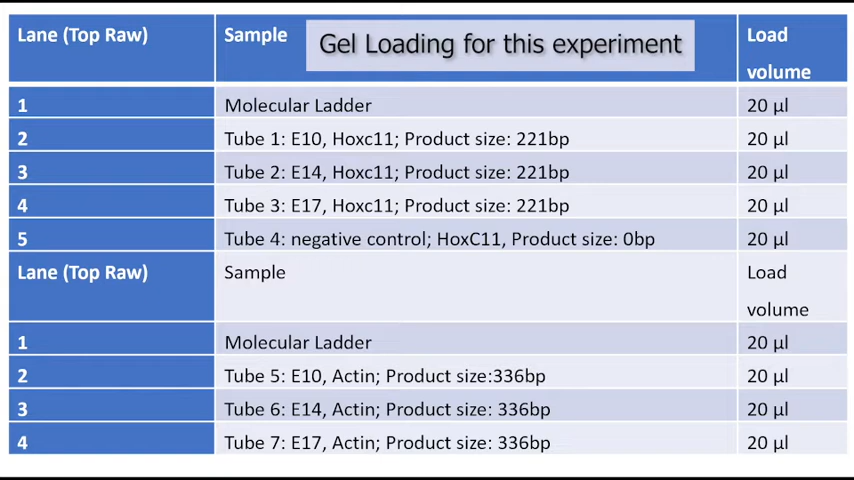 Gel Loading for this experiment
Lane (Top Raw) Sample Load volume
1 Molecular Ladder 20 µl
2 Tube 1: E10, Hoxc11; Product size: 221bp 20 µl
3 Tube 2: E14, Hoxc11; Product size: 221bp 20 µl
4 Tube 3: E17, Hoxc11; Product size: 221bp 20 µl
5 Tube 4: negative control; HoxC11, Product size: 0bp 20 µl
Lane (Top Raw) Sample Load volume
1 Molecular Ladder 20 µl
2 Tube 5: E10, Actin; Product size:336bp 20 µl
3 Tube 6: E14, Actin; Product size: 336bp 20 µl
4 Tube 7: E17, Actin; Product size: 336bp 20 µl